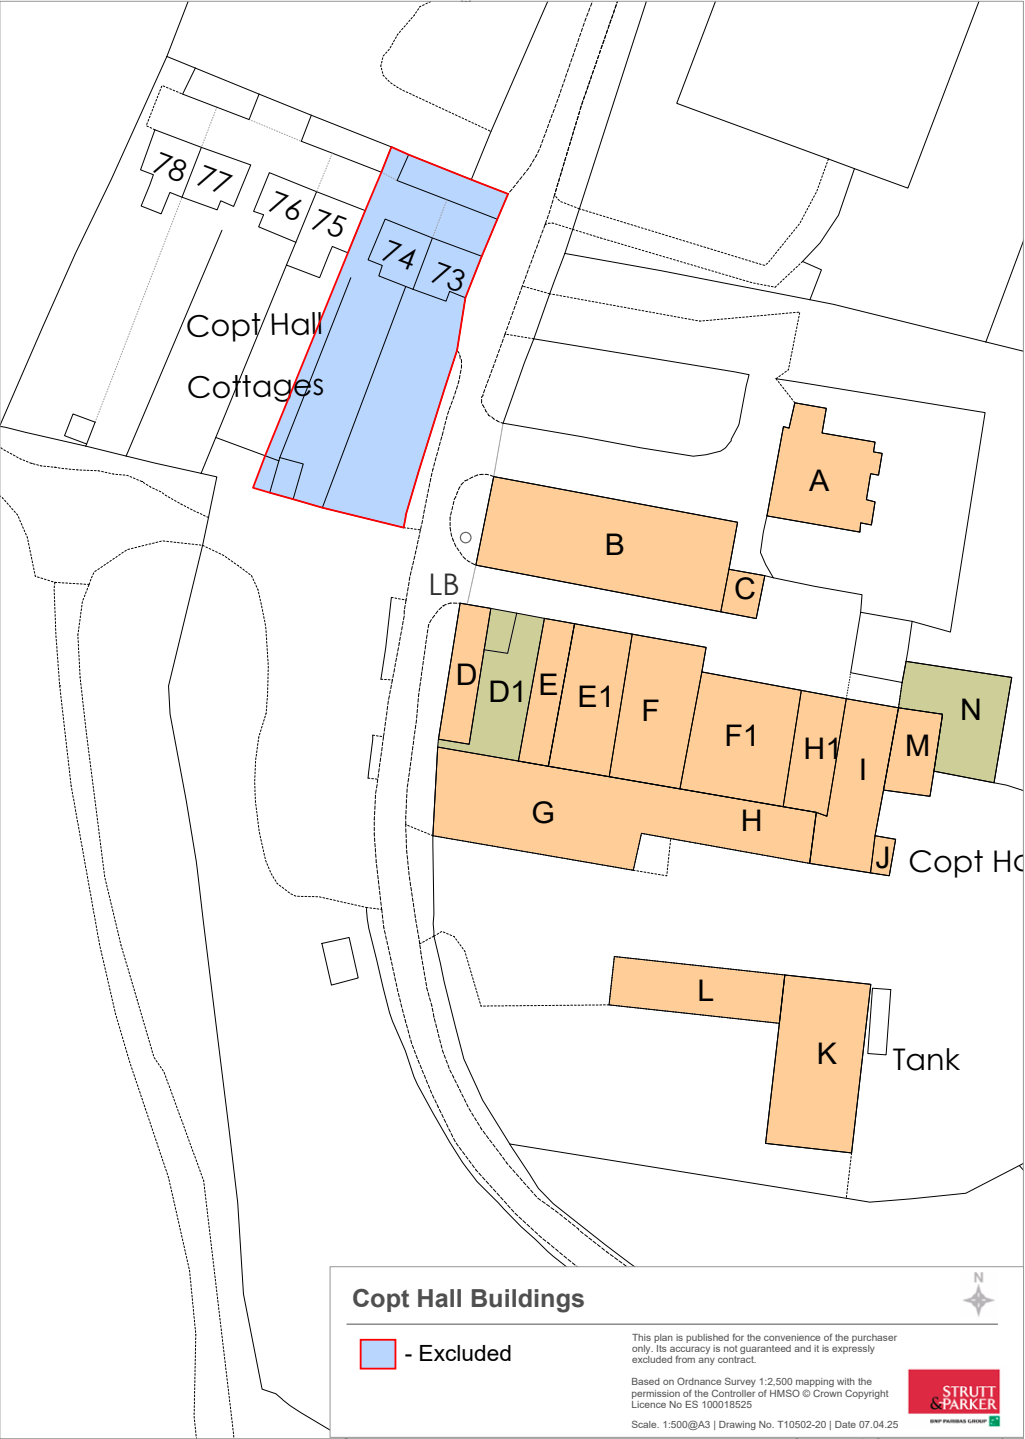 78
77
76
75
74
73
Copt Hall
Cottages
A
B
C
LB
D
D1
E
E1
F
F1
H1
I
M
N
G
H
J
Copt Ho
L
K
Tank
Copt Hall Buildings
N
- Excluded
This plan is published for the convenience of the purchaser
only. Its accuracy is not guaranteed and it is expressly
excluded from any contract.
Based on Ordnance Survey 1:2,500 mapping with the
permission of the Controller of HMSO © Crown Copyright
Licence No ES 100018525
Scale. 1:500@A3 | Drawing No. T10502-20 | Date 07.04.25
STRUTT
&PARKER
BNP PARIBAS GROUP